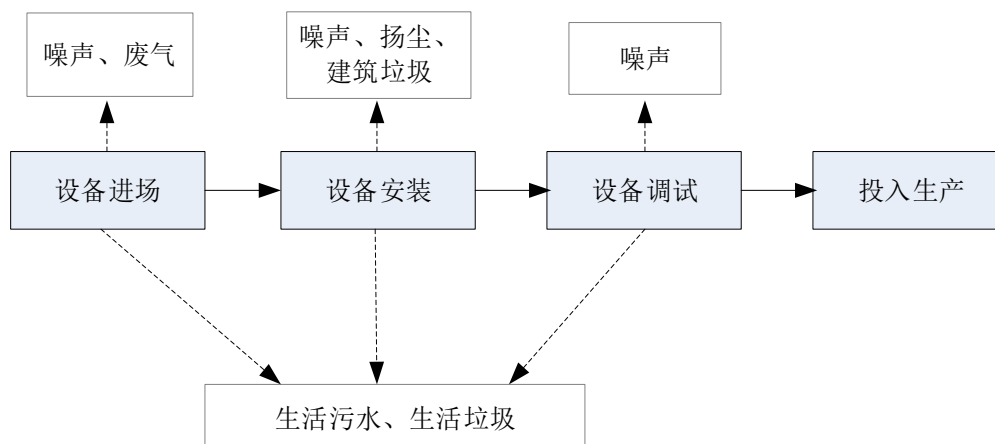 噪声、废气
噪声、扬尘、
建筑垃圾
噪声
设备进场
设备安装
设备调试
投入生产
生活污水、生活垃圾